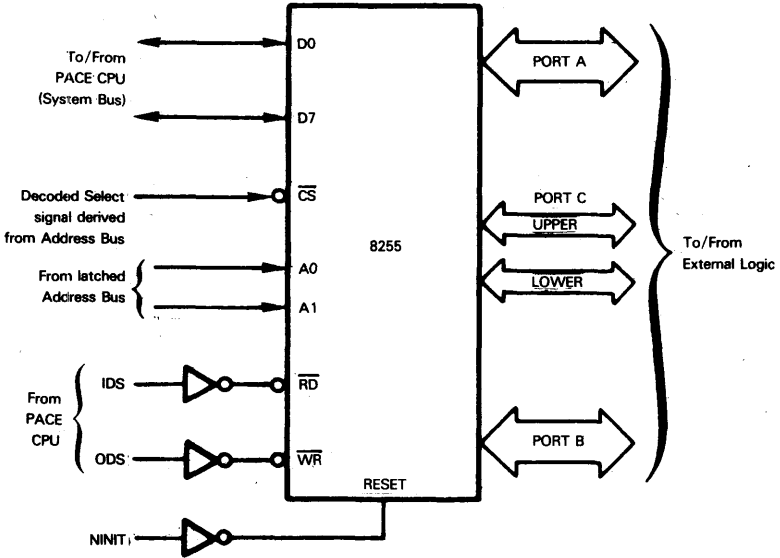 To/From
PACE CPU
(System Bus)
D0
D7
Decoded Select
signal derived
from Address Bus
CS
From latched
Address Bus
A0
A1
8255
From
PACE
CPU
IDS
RD
ODS
WR
RESET
NINIT
PORT A
PORT C
UPPER
LOWER
PORT B
To/From
External Logic